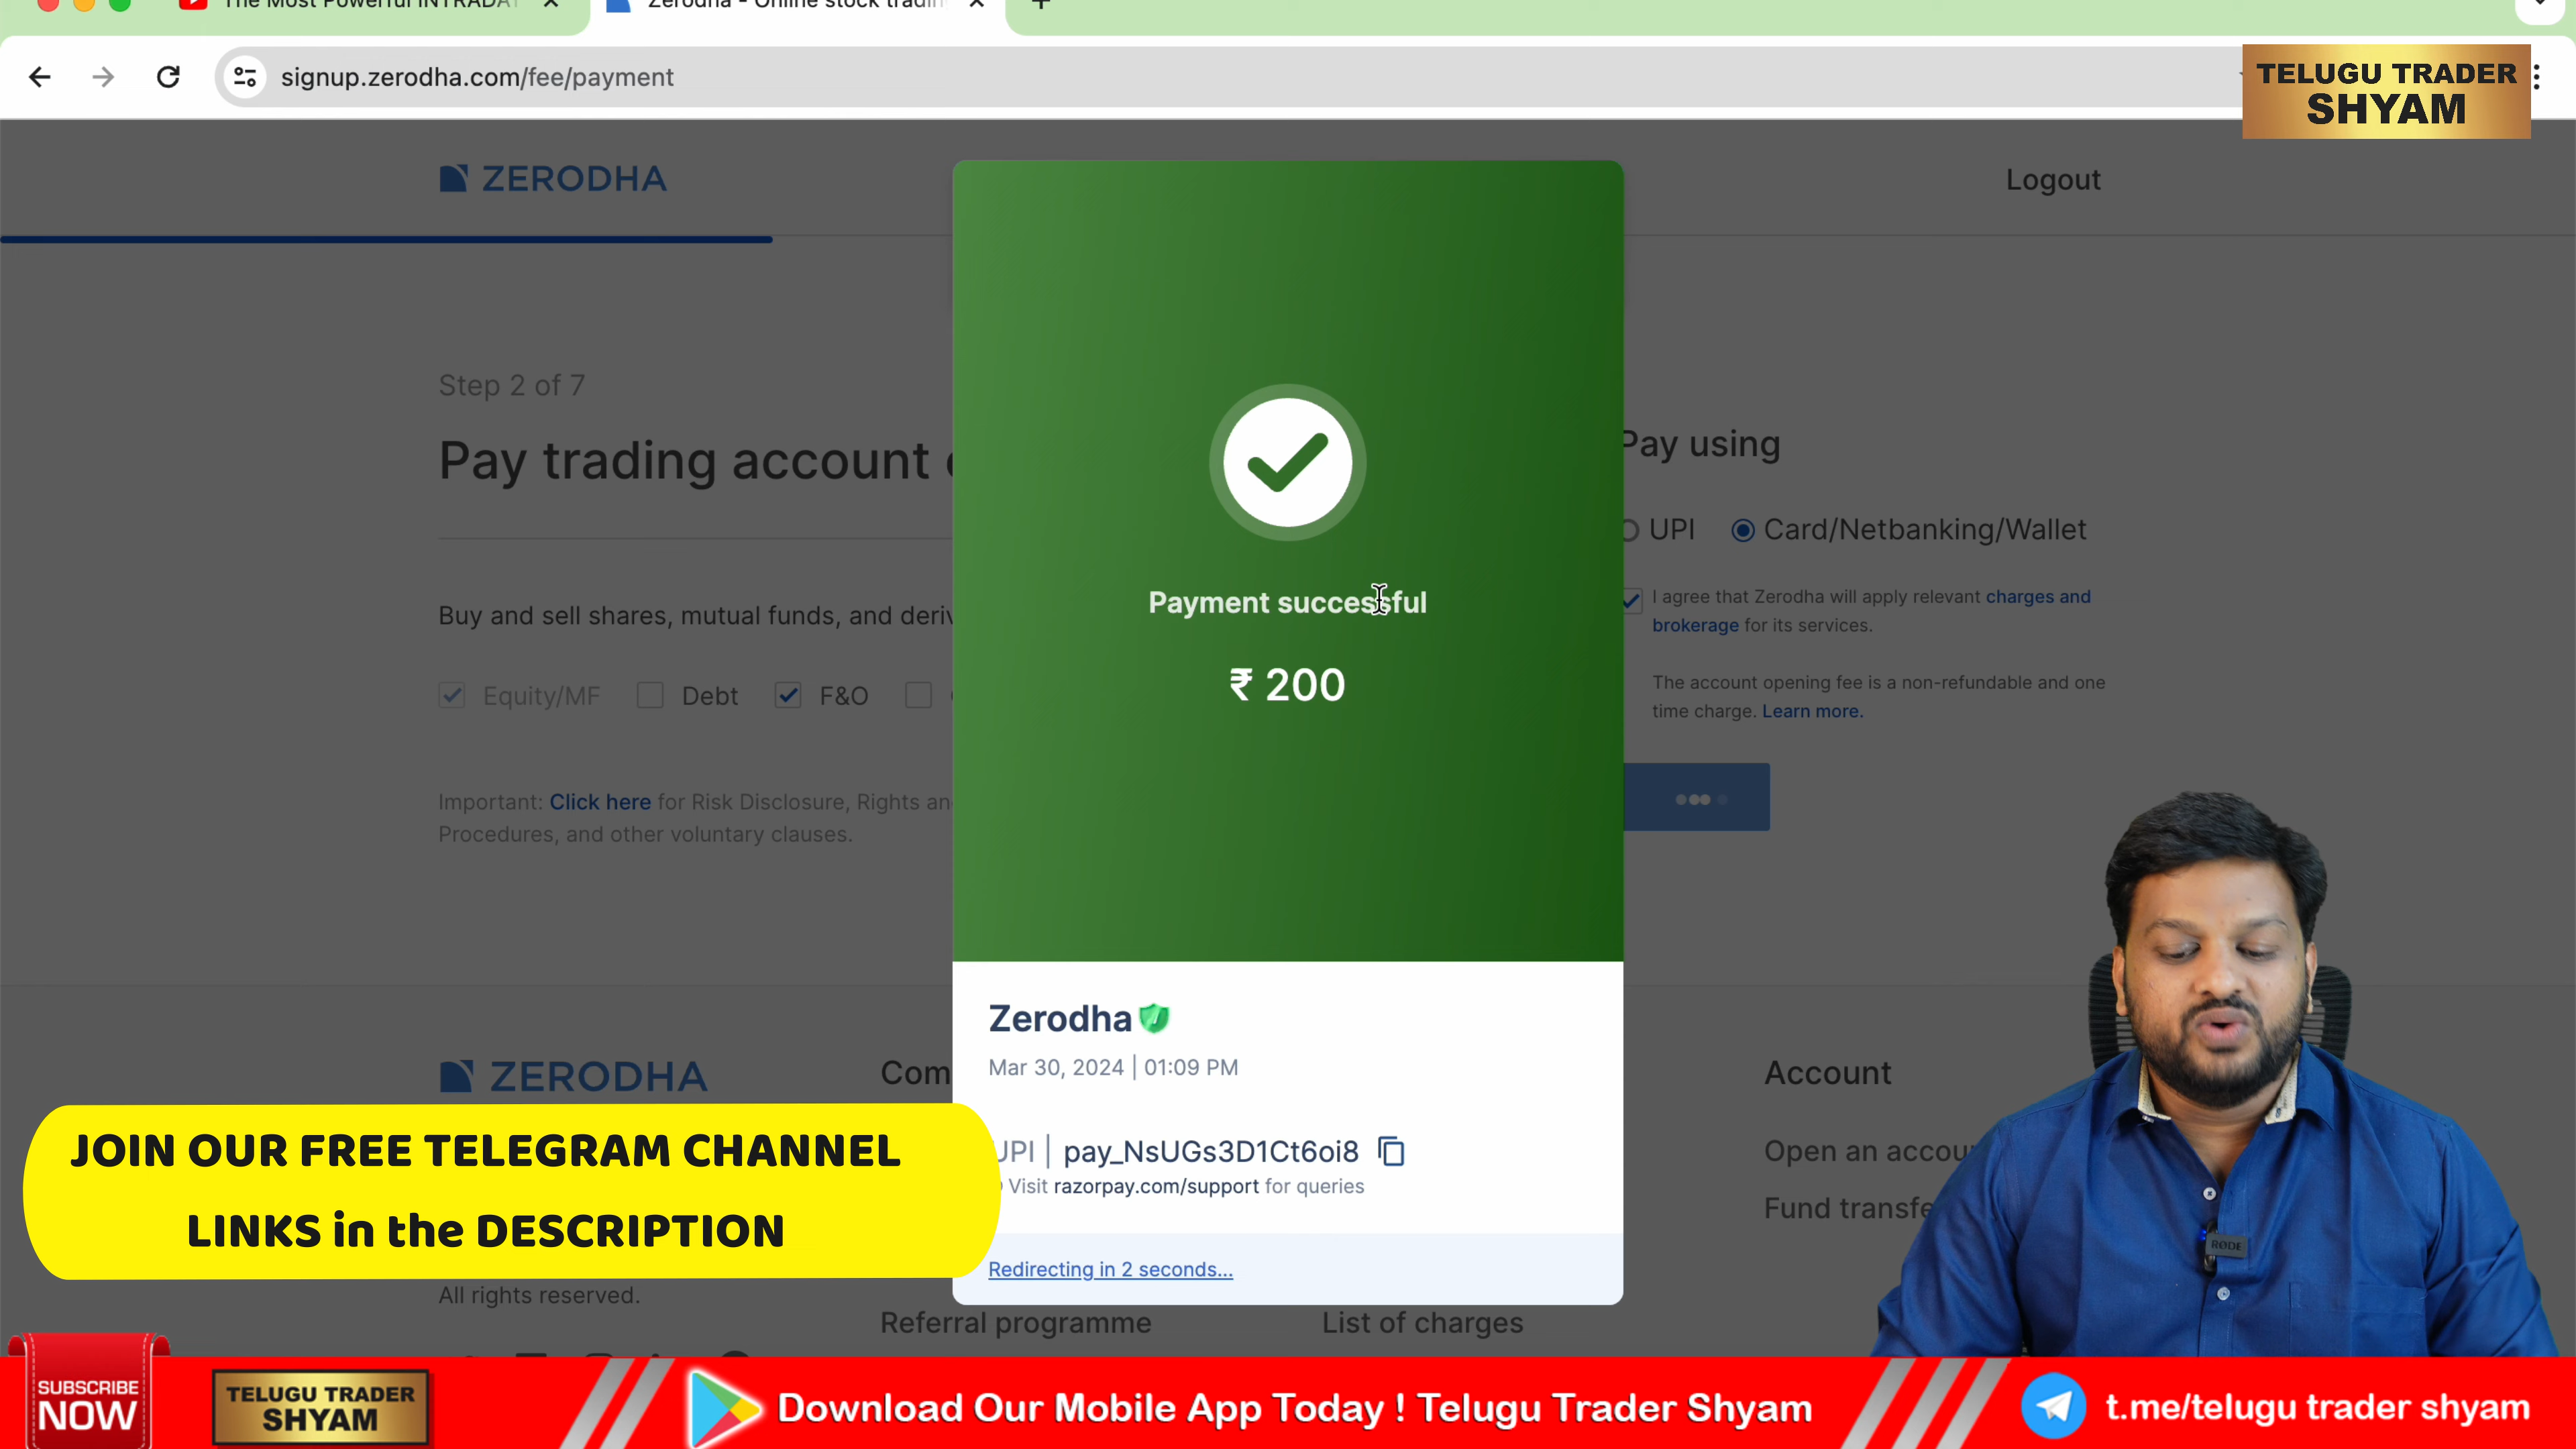 The Most Powerful INTRADAY
Zerodha - Online stock tradin
signup.zerodha.com/fee/payment
TELUGU TRADER
SHYAM
ZERODHA
Logout
Step 2 of 7
Pay trading account
Buy and sell shares, mutual funds, and deriv
Equity/MF
Debt
F&O
Important: Click here for Risk Disclosure, Rights an
Procedures, and other voluntary clauses.
Payment successful
₹ 200
Zerodha
Mar 30, 2024 | 01:09 PM
UPI | pay_NsUGs3D1Ct6oi8
Visit razorpay.com/support for queries
Redirecting in 2 seconds...
Pay using
UPI
Card/Netbanking/Wallet
I agree that Zerodha will apply relevant charges and
brokerage for its services.
The account opening fee is a non-refundable and one
time charge. Learn more.
ZERODHA
Com
Account
Open an accou
Fund transfe
JOIN OUR FREE TELEGRAM CHANNEL
LINKS in the DESCRIPTION
All rights reserved.
Referral programme
List of charges
RØDE
SUBSCRIBE
NOW
TELUGU TRADER
SHYAM
Download Our Mobile App Today ! Telugu Trader Shyam
t.me/telugu trader shyam